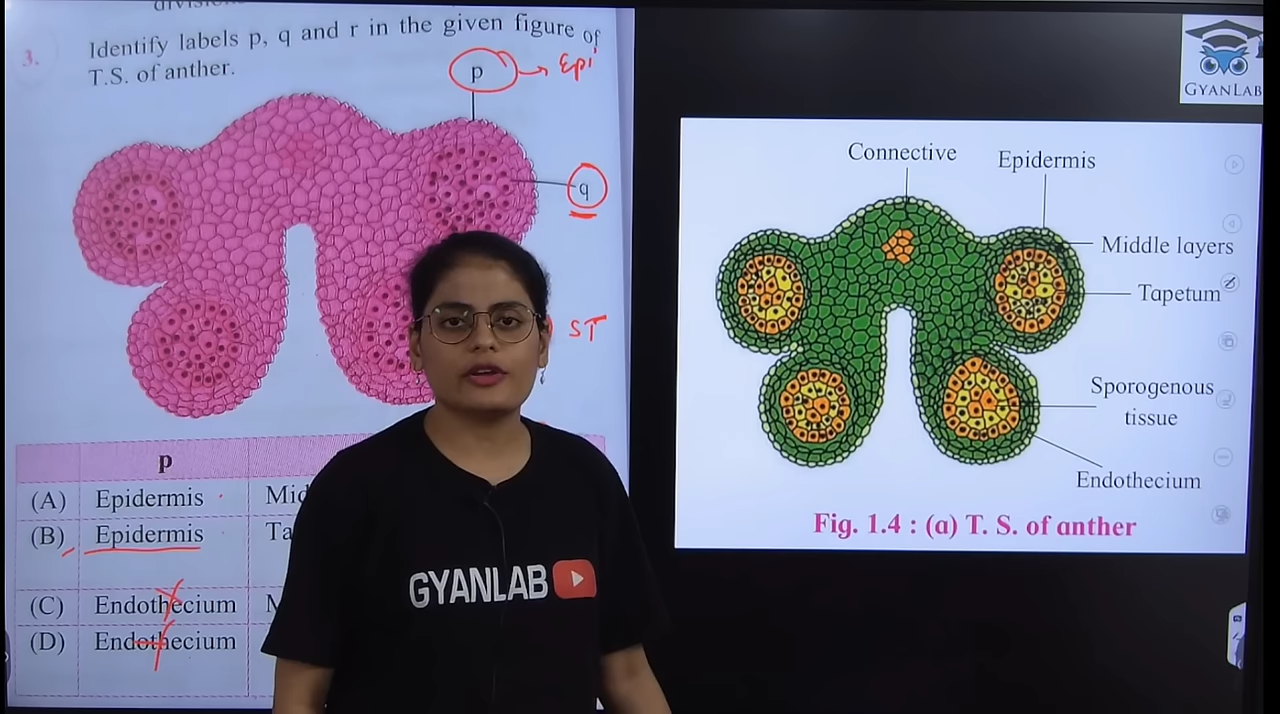 3. Identify labels p, q and r in the given figure of
T.S. of anther.
p
Epi
q
ST
p
(A) Epidermis Mid
(B) Epidermis Ta
(C) Endothecium M
(D) Endothecium
GYANLAB
GYANLAB
Connective
Epidermis
Middle layers
Tapetum
Sporogenous
tissue
Endothecium
Fig. 1.4 : (a) T. S. of anther